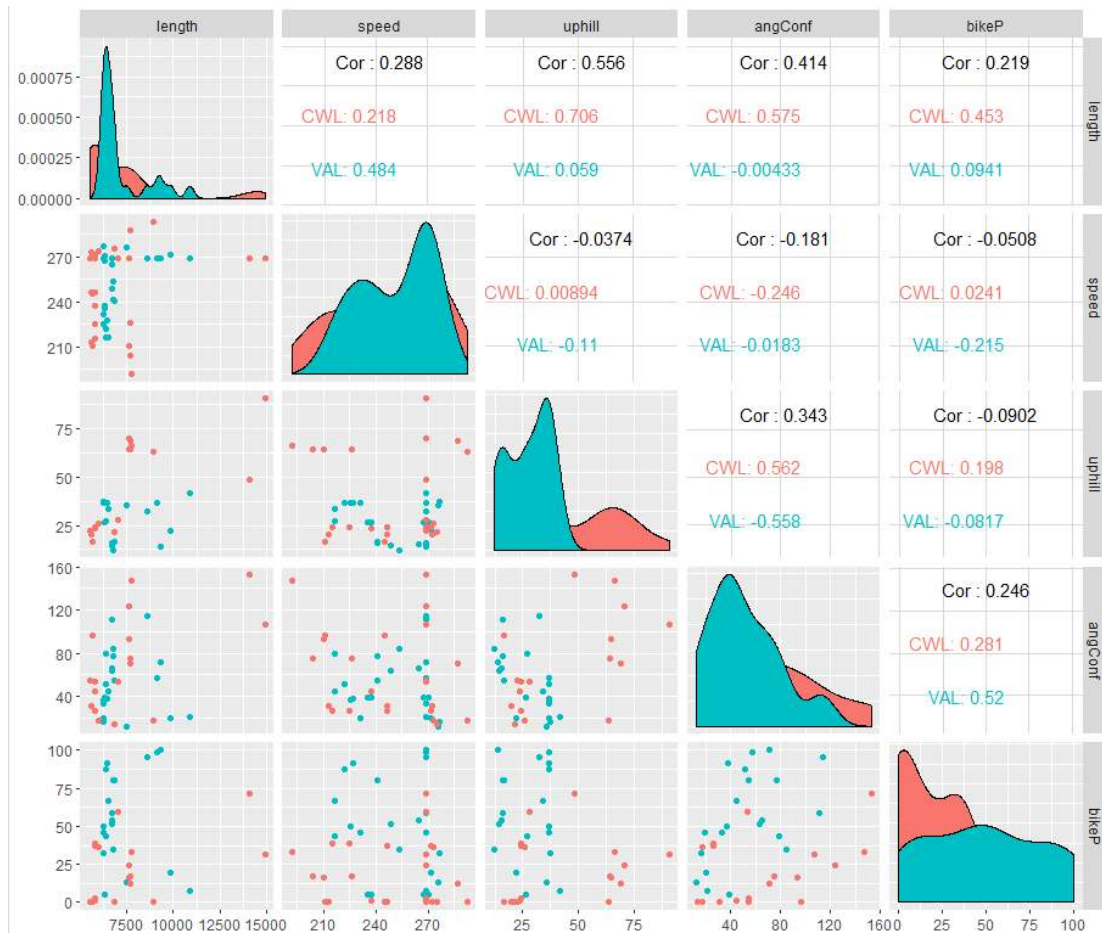 length speed uphill angConf bikeP
0.00075
0.00050
0.00025
0.00000
Cor : 0.288
CWL: 0.218
VAL: 0.484
Cor : 0.556
CWL: 0.706
VAL: 0.059
Cor : 0.414
CWL: 0.575
VAL: -0.00433
Cor : 0.219
CWL: 0.453
VAL: 0.0941
length
270
240
210
Cor : -0.0374
CWL: 0.00894
VAL: -0.11
Cor : -0.181
CWL: -0.246
VAL: -0.0183
Cor : -0.0508
CWL: 0.0241
VAL: -0.215
speed
75
50
25
Cor : 0.343
CWL: 0.562
VAL: -0.558
Cor : -0.0902
CWL: 0.198
VAL: -0.0817
uphill
160
120
80
40
Cor : 0.246
CWL: 0.281
VAL: 0.52
angConf
100
75
50
25
0
bikeP
7500 10000 12500 15000 210 240 270 25 50 75 40 80 120 160 0 25 50 75 100